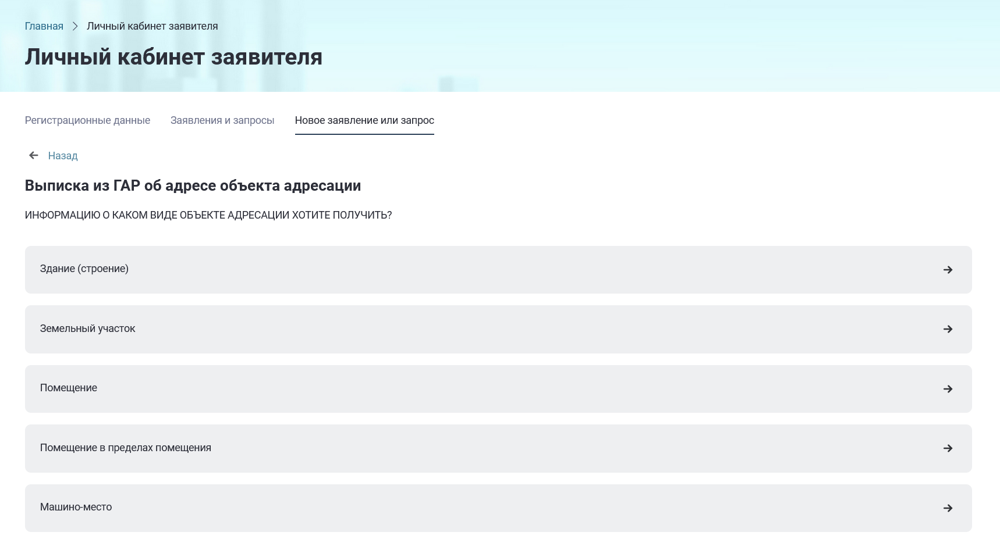 Главная > Личный кабинет заявителя
Личный кабинет заявителя
Регистрационные данные Заявления и запросы Новое заявление или запрос
← Назад
Выписка из ГАР об адресе объекта адресации
ИНФОРМАЦИЮ О КАКОМ ВИДЕ ОБЪЕКТЕ АДРЕСАЦИИ ХОТИТЕ ПОЛУЧИТЬ?
Здание (строение)
Земельный участок
Помещение
Помещение в пределах помещения
Машино-место